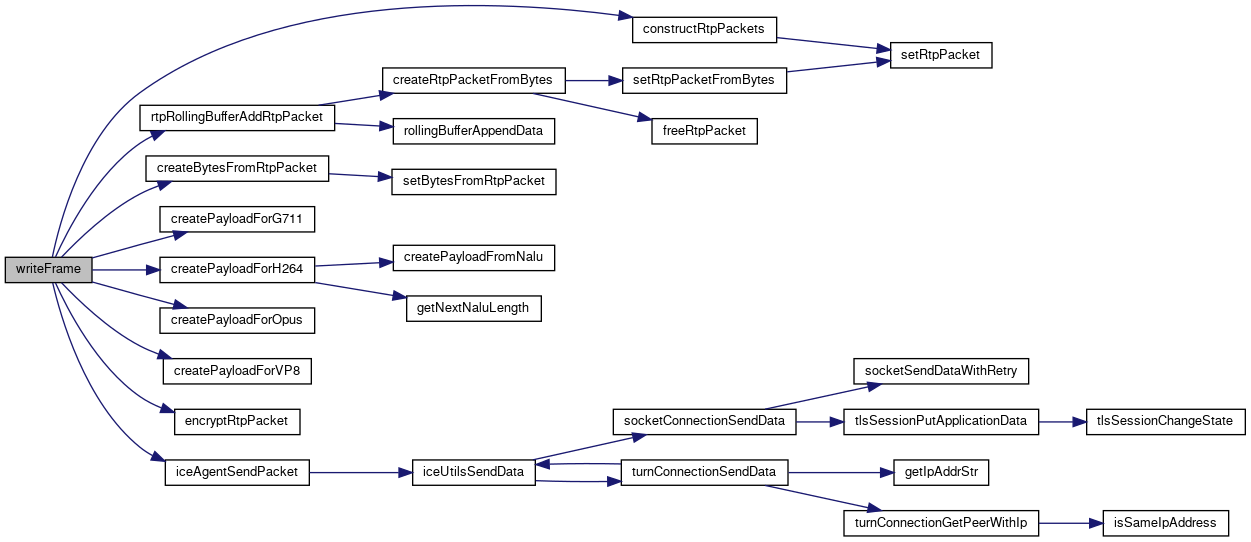 constructRtpPackets
setRtpPacket
createRtpPacketFromBytes
setRtpPacketFromBytes
rtpRollingBufferAddRtpPacket
rollingBufferAppendData
freeRtpPacket
createBytesFromRtpPacket
setBytesFromRtpPacket
createPayloadForG711
writeFrame
createPayloadForH264
createPayloadFromNalu
getNextNaluLength
createPayloadForOpus
createPayloadForVP8
socketSendDataWithRetry
encryptRtpPacket
socketConnectionSendData
tlsSessionPutApplicationData
tlsSessionChangeState
iceAgentSendPacket
iceUtilsSendData
turnConnectionSendData
getIpAddrStr
turnConnectionGetPeerWithIp
isSameIpAddress